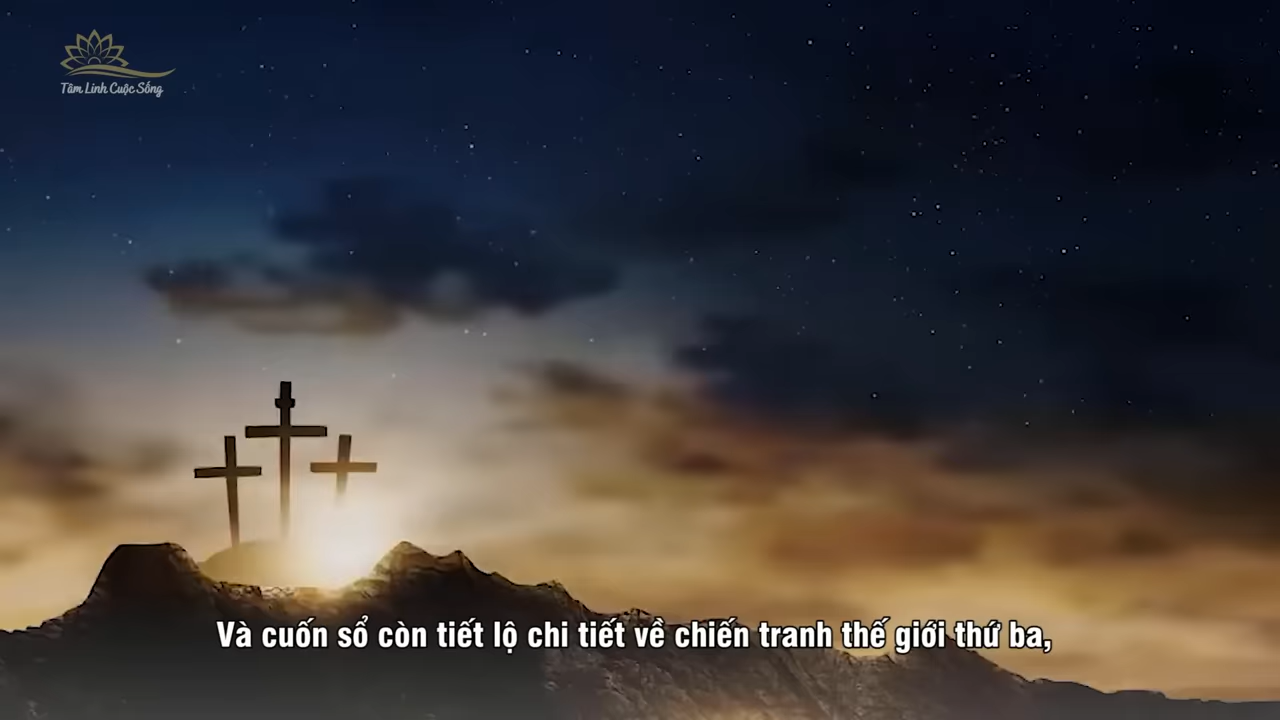 Tâm Linh Cuộc Sống
Và cuốn sổ còn tiết lộ chi tiết về chiến tranh thế giới thứ ba,